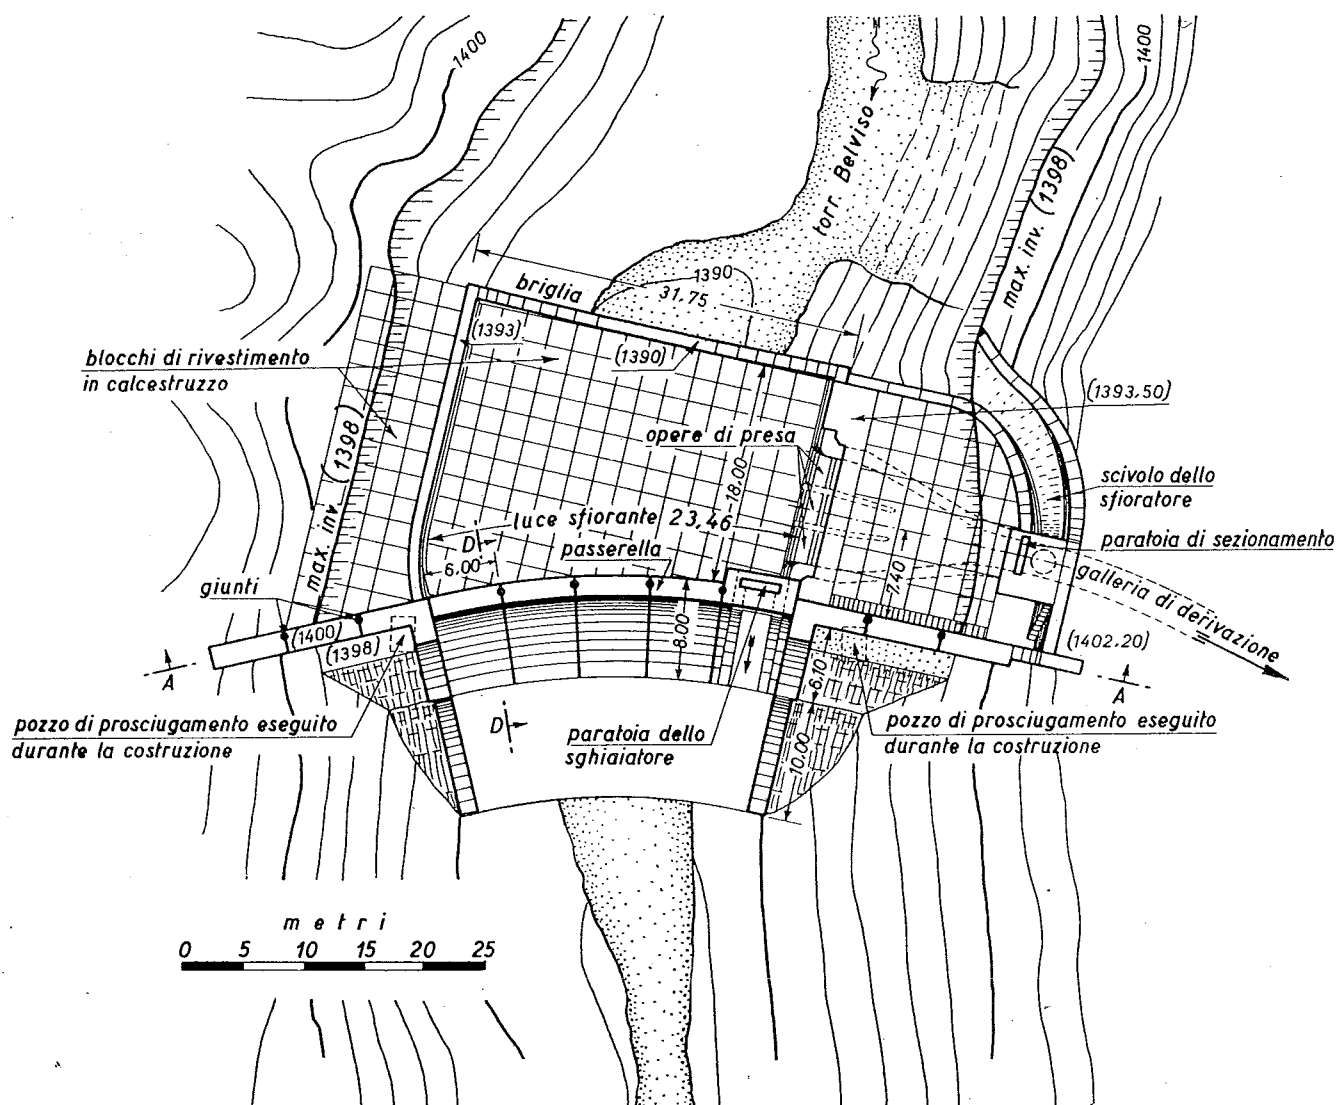 1400
1400
torr. Belviso
max. inv. (1398)
briglia
1390
31,75
(1393)
(1390)
blocchi di rivestimento
in calcestruzzo
(1393,50)
opere di presa
18,00
max. inv. (1398)
scivolo dello
sfioratore
luce sfiorante 23,46
D
passerella
6,00
paratoia di sezionamento
giunti
7,40
galleria di derivazione
(1400)
(1398)
8,00
(1402,20)
A
6,10
A
pozzo di prosciugamento eseguito
durante la costruzione
D
paratoia dello
sghiaiatore
10,00
pozzo di prosciugamento eseguito
durante la costruzione
metri
0 5 10 15 20 25